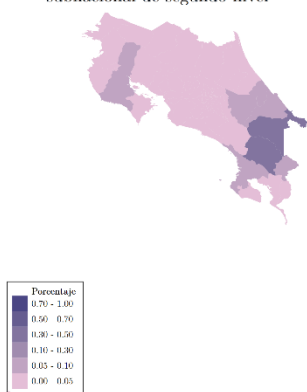 subnacional de segundo nivel
Porcentaje
0.70 - 1.00
0.50 - 0.70
0.30 - 0.50
0.10 - 0.30
0.05 - 0.10
0.00 - 0.05